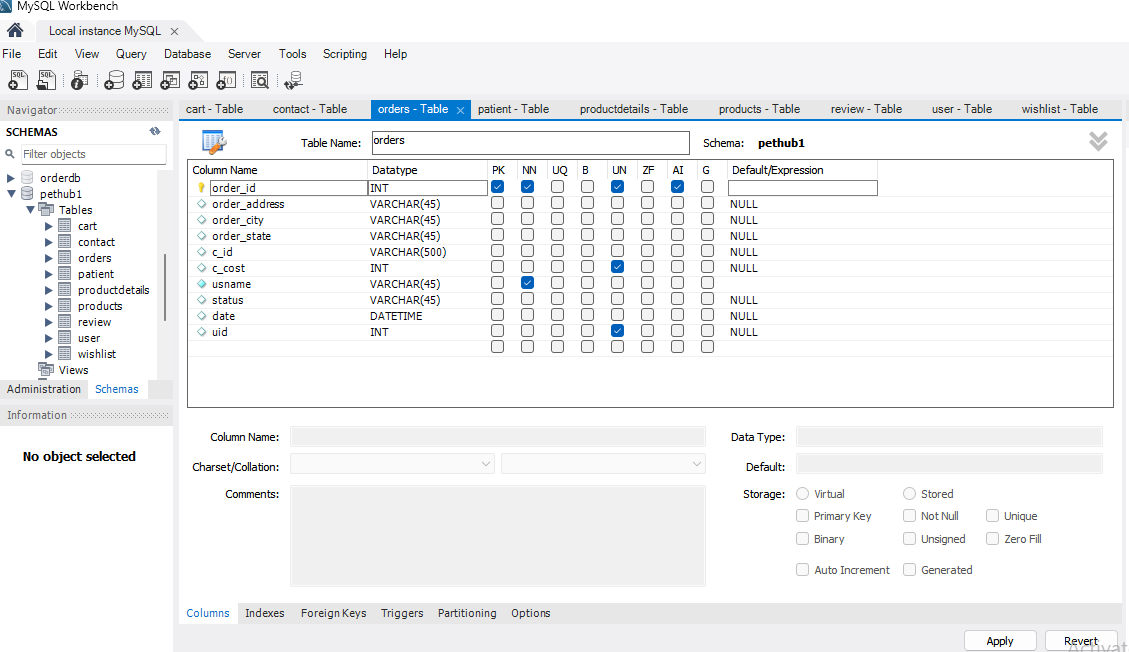 MySQL Workbench
Local instance MySQL
File Edit View Query Database Server Tools Scripting Help
Navigator
SCHEMAS
Filter objects
orderdb
pethub1
Tables
cart
contact
orders
patient
productdetails
products
review
user
wishlist
Views
Administration Schemas
Information
No object selected
cart - Table contact - Table orders - Table patient - Table productdetails - Table products - Table review - Table user - Table wishlist - Table
Table Name: orders Schema: pethub1
Column Name Datatype PK NN UQ B UN ZF AI G Default/Expression
order_id INT
order_address VARCHAR(45) NULL
order_city VARCHAR(45) NULL
order_state VARCHAR(45) NULL
c_id VARCHAR(500) NULL
c_cost INT NULL
usname VARCHAR(45)
status VARCHAR(45) NULL
date DATETIME NULL
uid INT NULL
Column Name: Data Type:
Charset/Collation: Default:
Comments: Storage: Virtual Stored
Primary Key Not Null Unique
Binary Unsigned Zero Fill
Auto Increment Generated
Columns Indexes Foreign Keys Triggers Partitioning Options
Apply Revert